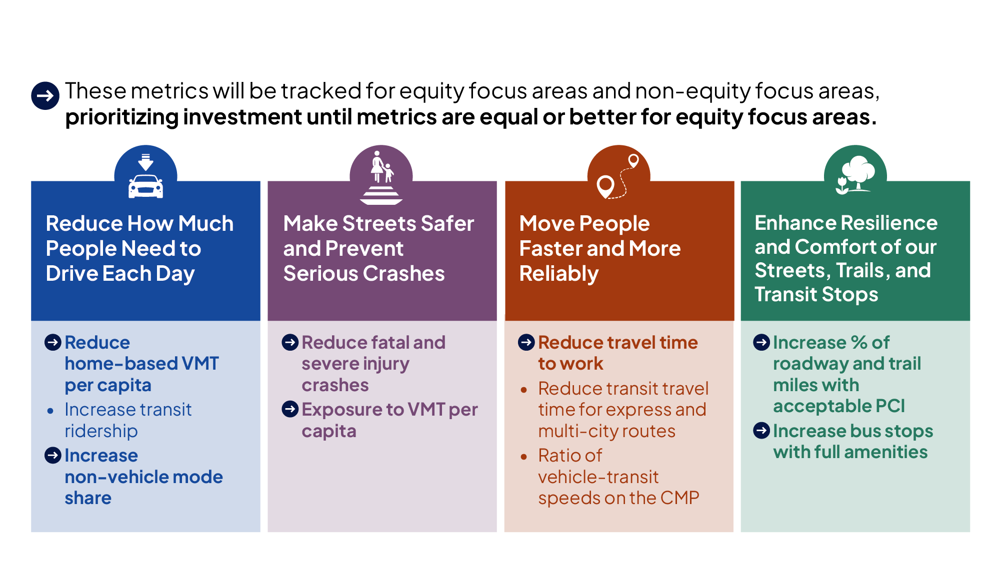 These metrics will be tracked for equity focus areas and non-equity focus areas,
prioritizing investment until metrics are equal or better for equity focus areas.
Reduce How Much
People Need to
Drive Each Day
Reduce
home-based VMT
per capita
• Increase transit
ridership
Increase
non-vehicle mode
share
Make Streets Safer
and Prevent
Serious Crashes
Reduce fatal and
severe injury
crashes
Exposure to VMT per
capita
Move People
Faster and More
Reliably
Reduce travel time
to work
• Reduce transit travel
time for express and
multi-city routes
• Ratio of
vehicle-transit
speeds on the CMP
Enhance Resilience
and Comfort of our
Streets, Trails, and
Transit Stops
Increase % of
roadway and trail
miles with
acceptable PCI
Increase bus stops
with full amenities